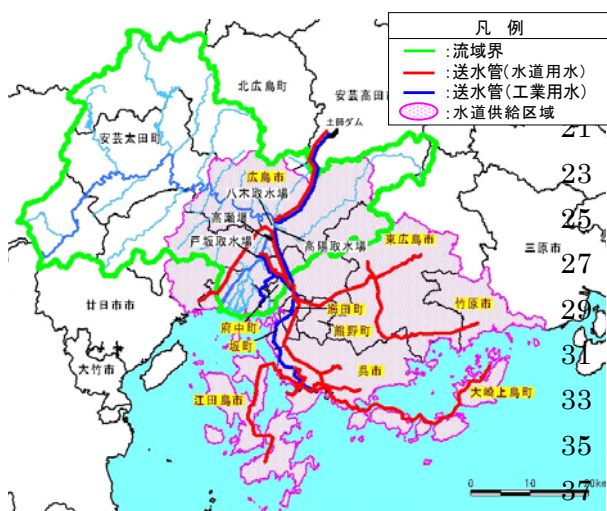 凡 例
:流域界
:送水管(水道用水)
:送水管(工業用水)
:水道供給区域
北広島町
安芸高田市
21
土師ダム
安芸太田町
23
広島市
八木取水場
高瀬堰
25
戸坂取水場
高陽取水場
東広島市
三原市
27
廿日市市
竹原市
海田町
29
府中町
熊野町
坂町
31
大竹市
呉市
江田島市
大崎上島町
33
35
0 10 20km
37